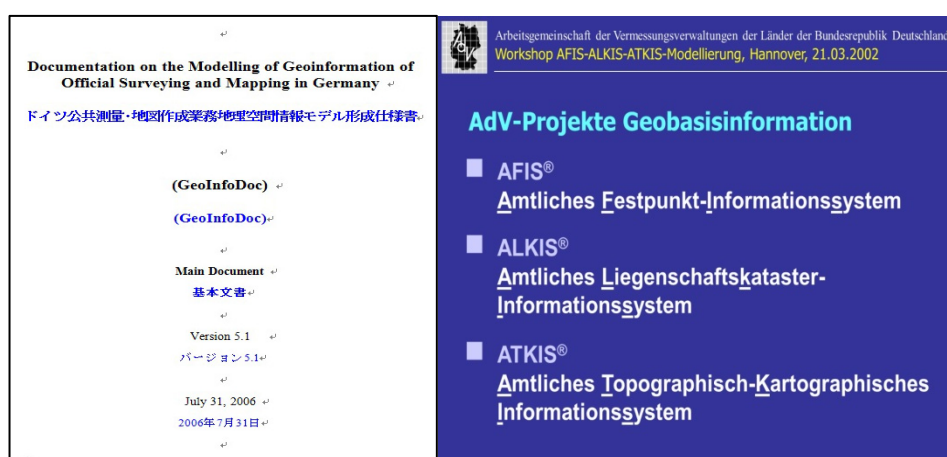 Documentation on the Modelling of Geoinformation of
Official Surveying and Mapping in Germany
ドイツ公共測量・地図作成業務地理空間情報モデル形成仕様書
(GeoInfoDoc)
(GeoInfoDoc)
Main Document
基本文書
Version 5.1
バージョン5.1
July 31, 2006
2006年7月31日
AdV
Arbeitsgemeinschaft der Vermessungsverwaltungen der Länder der Bundesrepublik Deutschland
Workshop AFIS-ALKIS-ATKIS-Modellierung, Hannover, 21.03.2002
AdV-Projekte Geobasisinformation
AFIS®
Amtliches Festpunkt-Informationssystem
ALKIS®
Amtliches Liegenschaftskataster-
Informationssystem
ATKIS®
Amtliches Topographisch-Kartographisches
Informationssystem